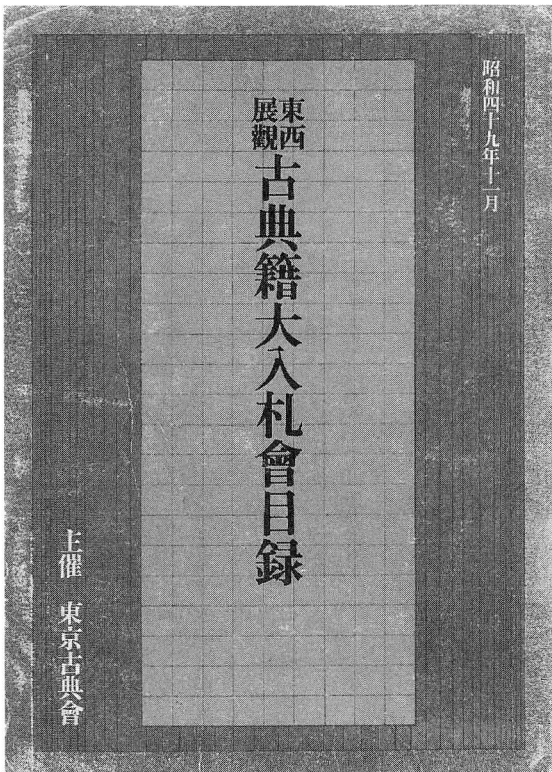 昭和四十九年十一月
東西
展觀
古典籍大入札會目録
主催 東京古典會